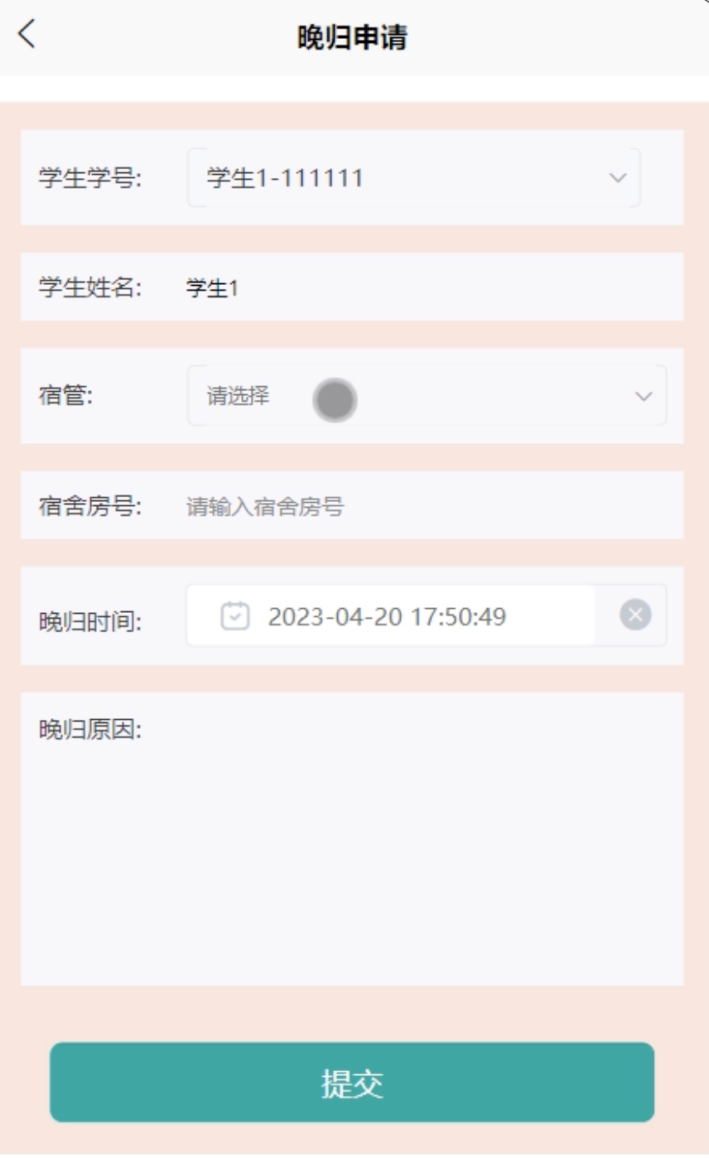 晚归申请
学生学号: 学生1-111111
学生姓名: 学生1
宿管: 请选择
宿舍房号: 请输入宿舍房号
晚归时间: 2023-04-20 17:50:49
晚归原因:
提交